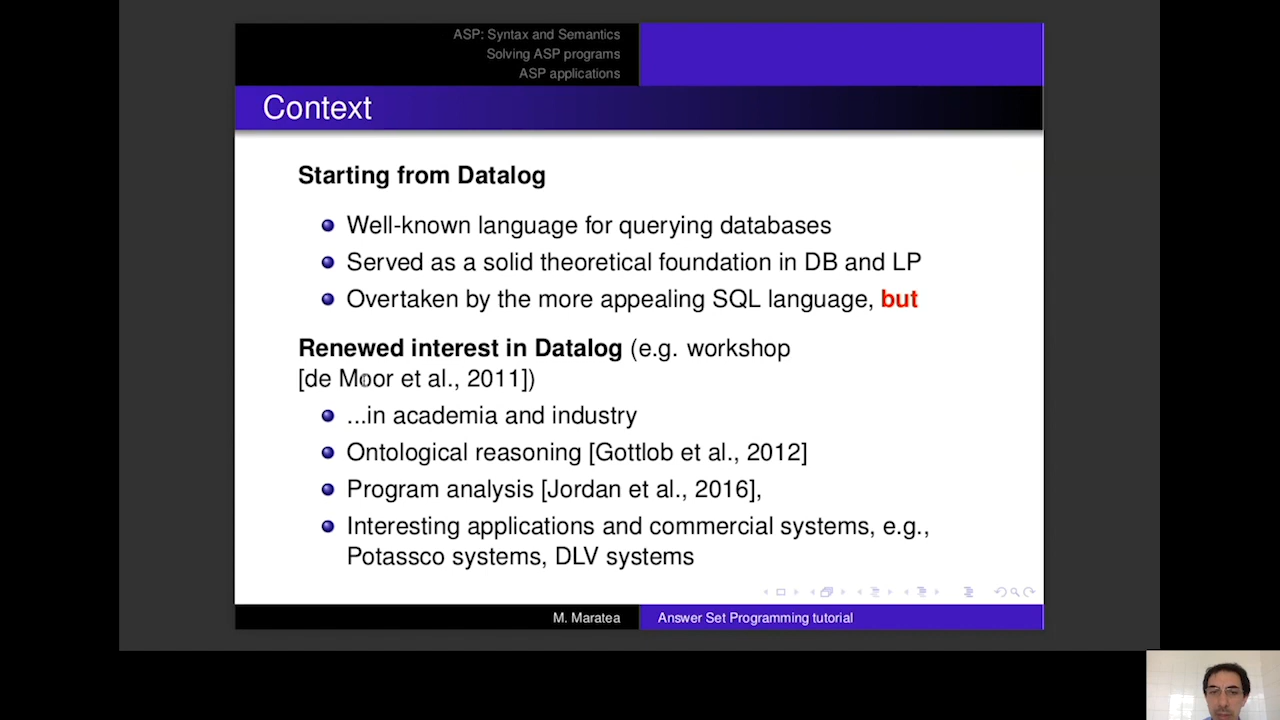 ASP: Syntax and Semantics
Solving ASP programs
ASP applications
Context
Starting from Datalog
Well-known language for querying databases
Served as a solid theoretical foundation in DB and LP
Overtaken by the more appealing SQL language, but
Renewed interest in Datalog (e.g. workshop
[de Moor et al., 2011])
...in academia and industry
Ontological reasoning [Gottlob et al., 2012]
Program analysis [Jordan et al., 2016],
Interesting applications and commercial systems, e.g.,
Potassco systems, DLV systems
M. Maratea
Answer Set Programming tutorial